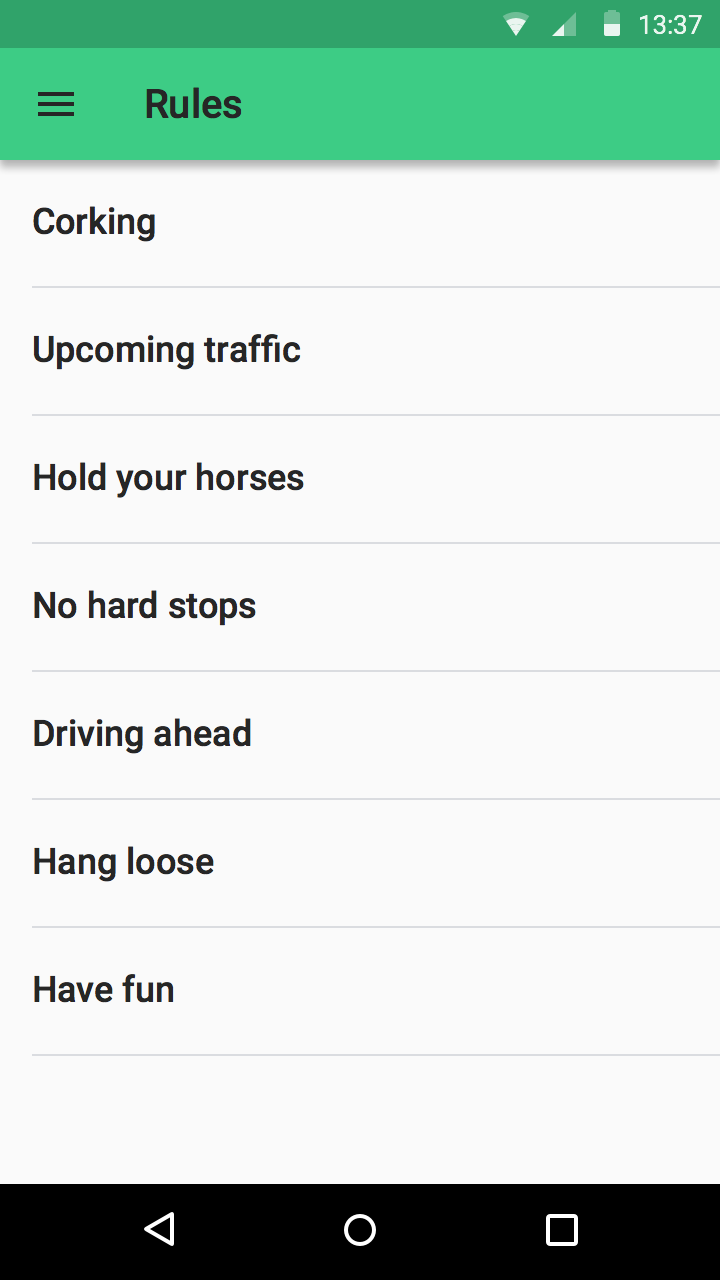 13:37
Rules
Corking
Upcoming traffic
Hold your horses
No hard stops
Driving ahead
Hang loose
Have fun